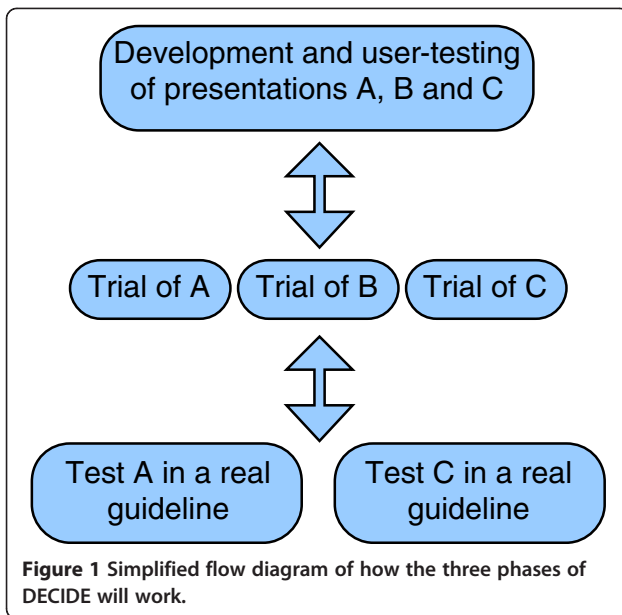 Development and user-testing
of presentations A, B and C
Trial of A Trial of B Trial of C
Test A in a real
guideline
Test C in a real
guideline
Figure 1 Simplified flow diagram of how the three phases of
DECIDE will work.